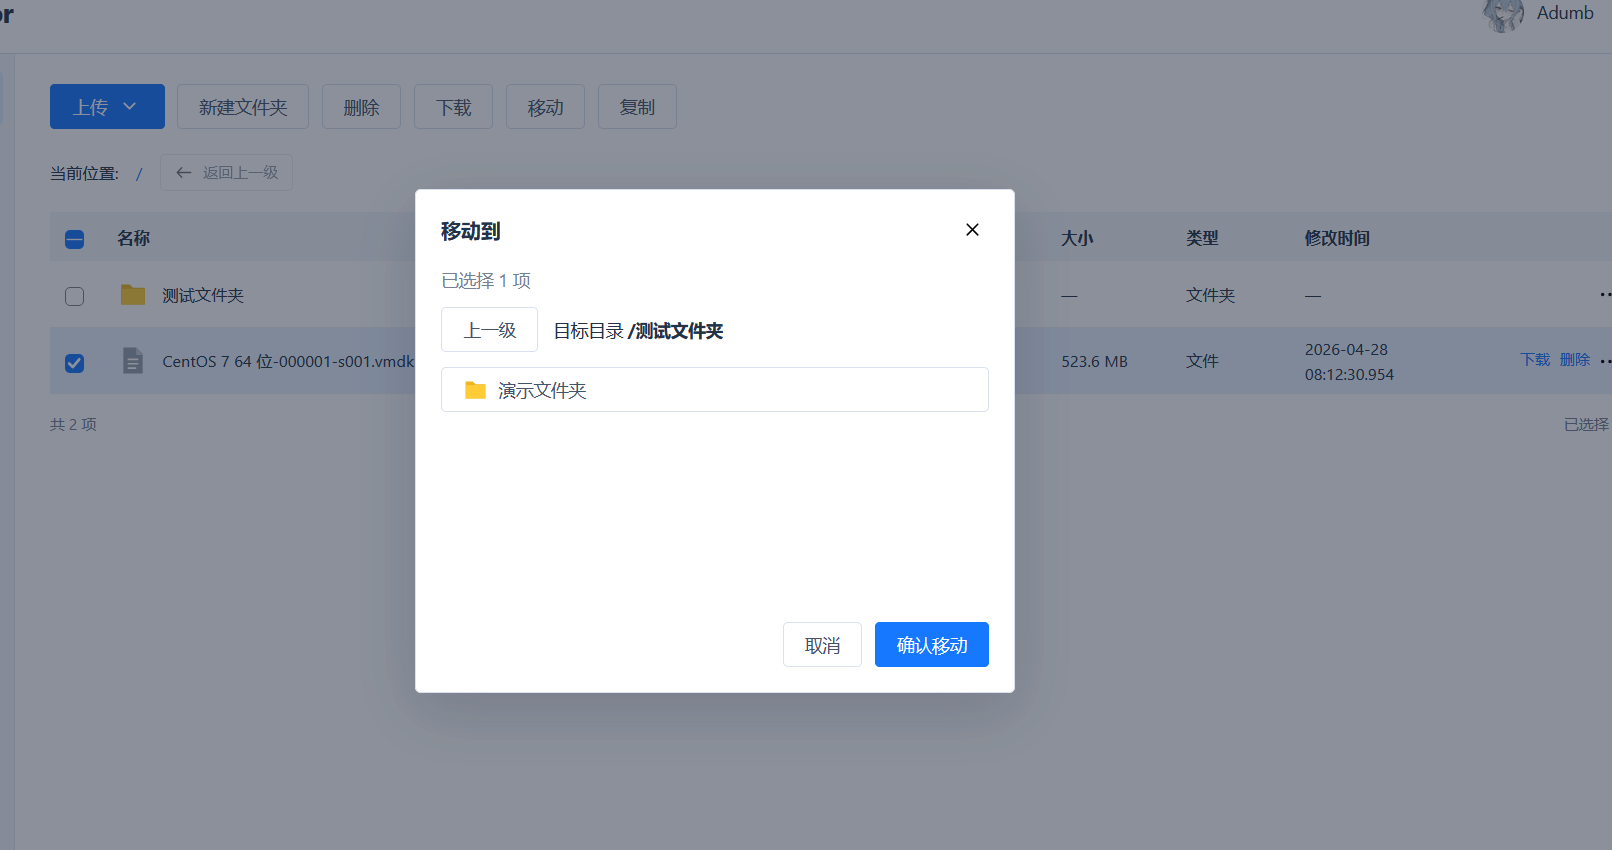 or
Adumb
上传
新建文件夹
删除
下载
移动
复制
当前位置: /
返回上一级
名称
大小
类型
修改时间
测试文件夹
—
文件夹
—
CentOS 7 64 位-000001-s001.vmdk
523.6 MB
文件
2026-04-28
08:12:30.954
下载 删除
共 2 项
已选择
移动到
已选择 1 项
上一级
目标目录 /测试文件夹
演示文件夹
取消
确认移动